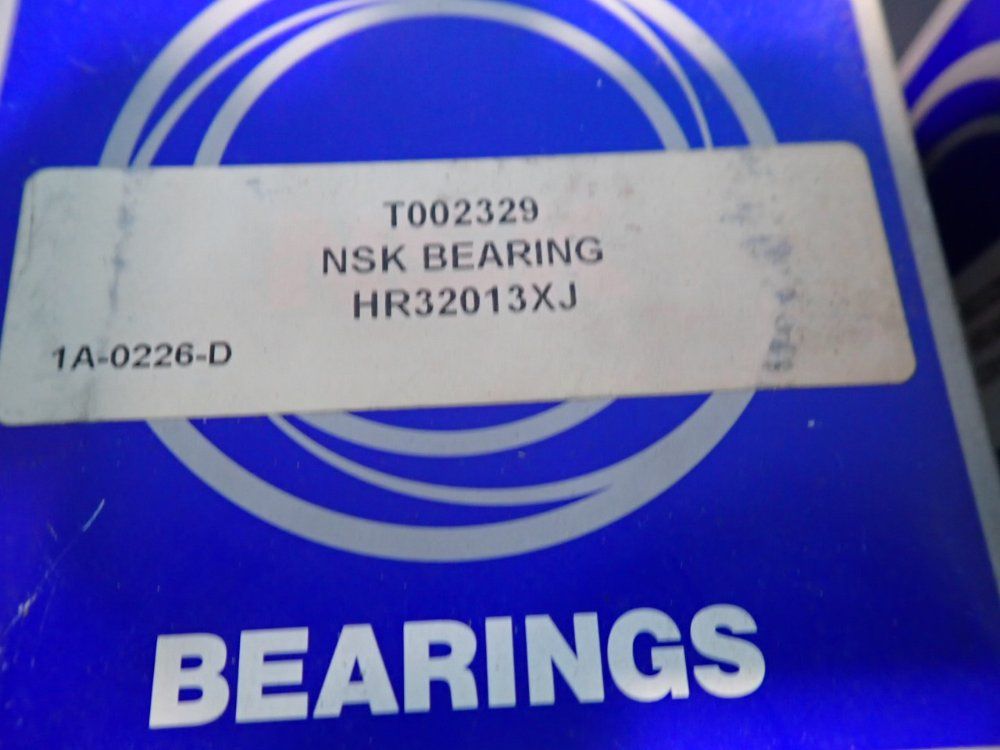 T002329
NSK BEARING
HR32013XJ
1A-0226-D
BEARINGS